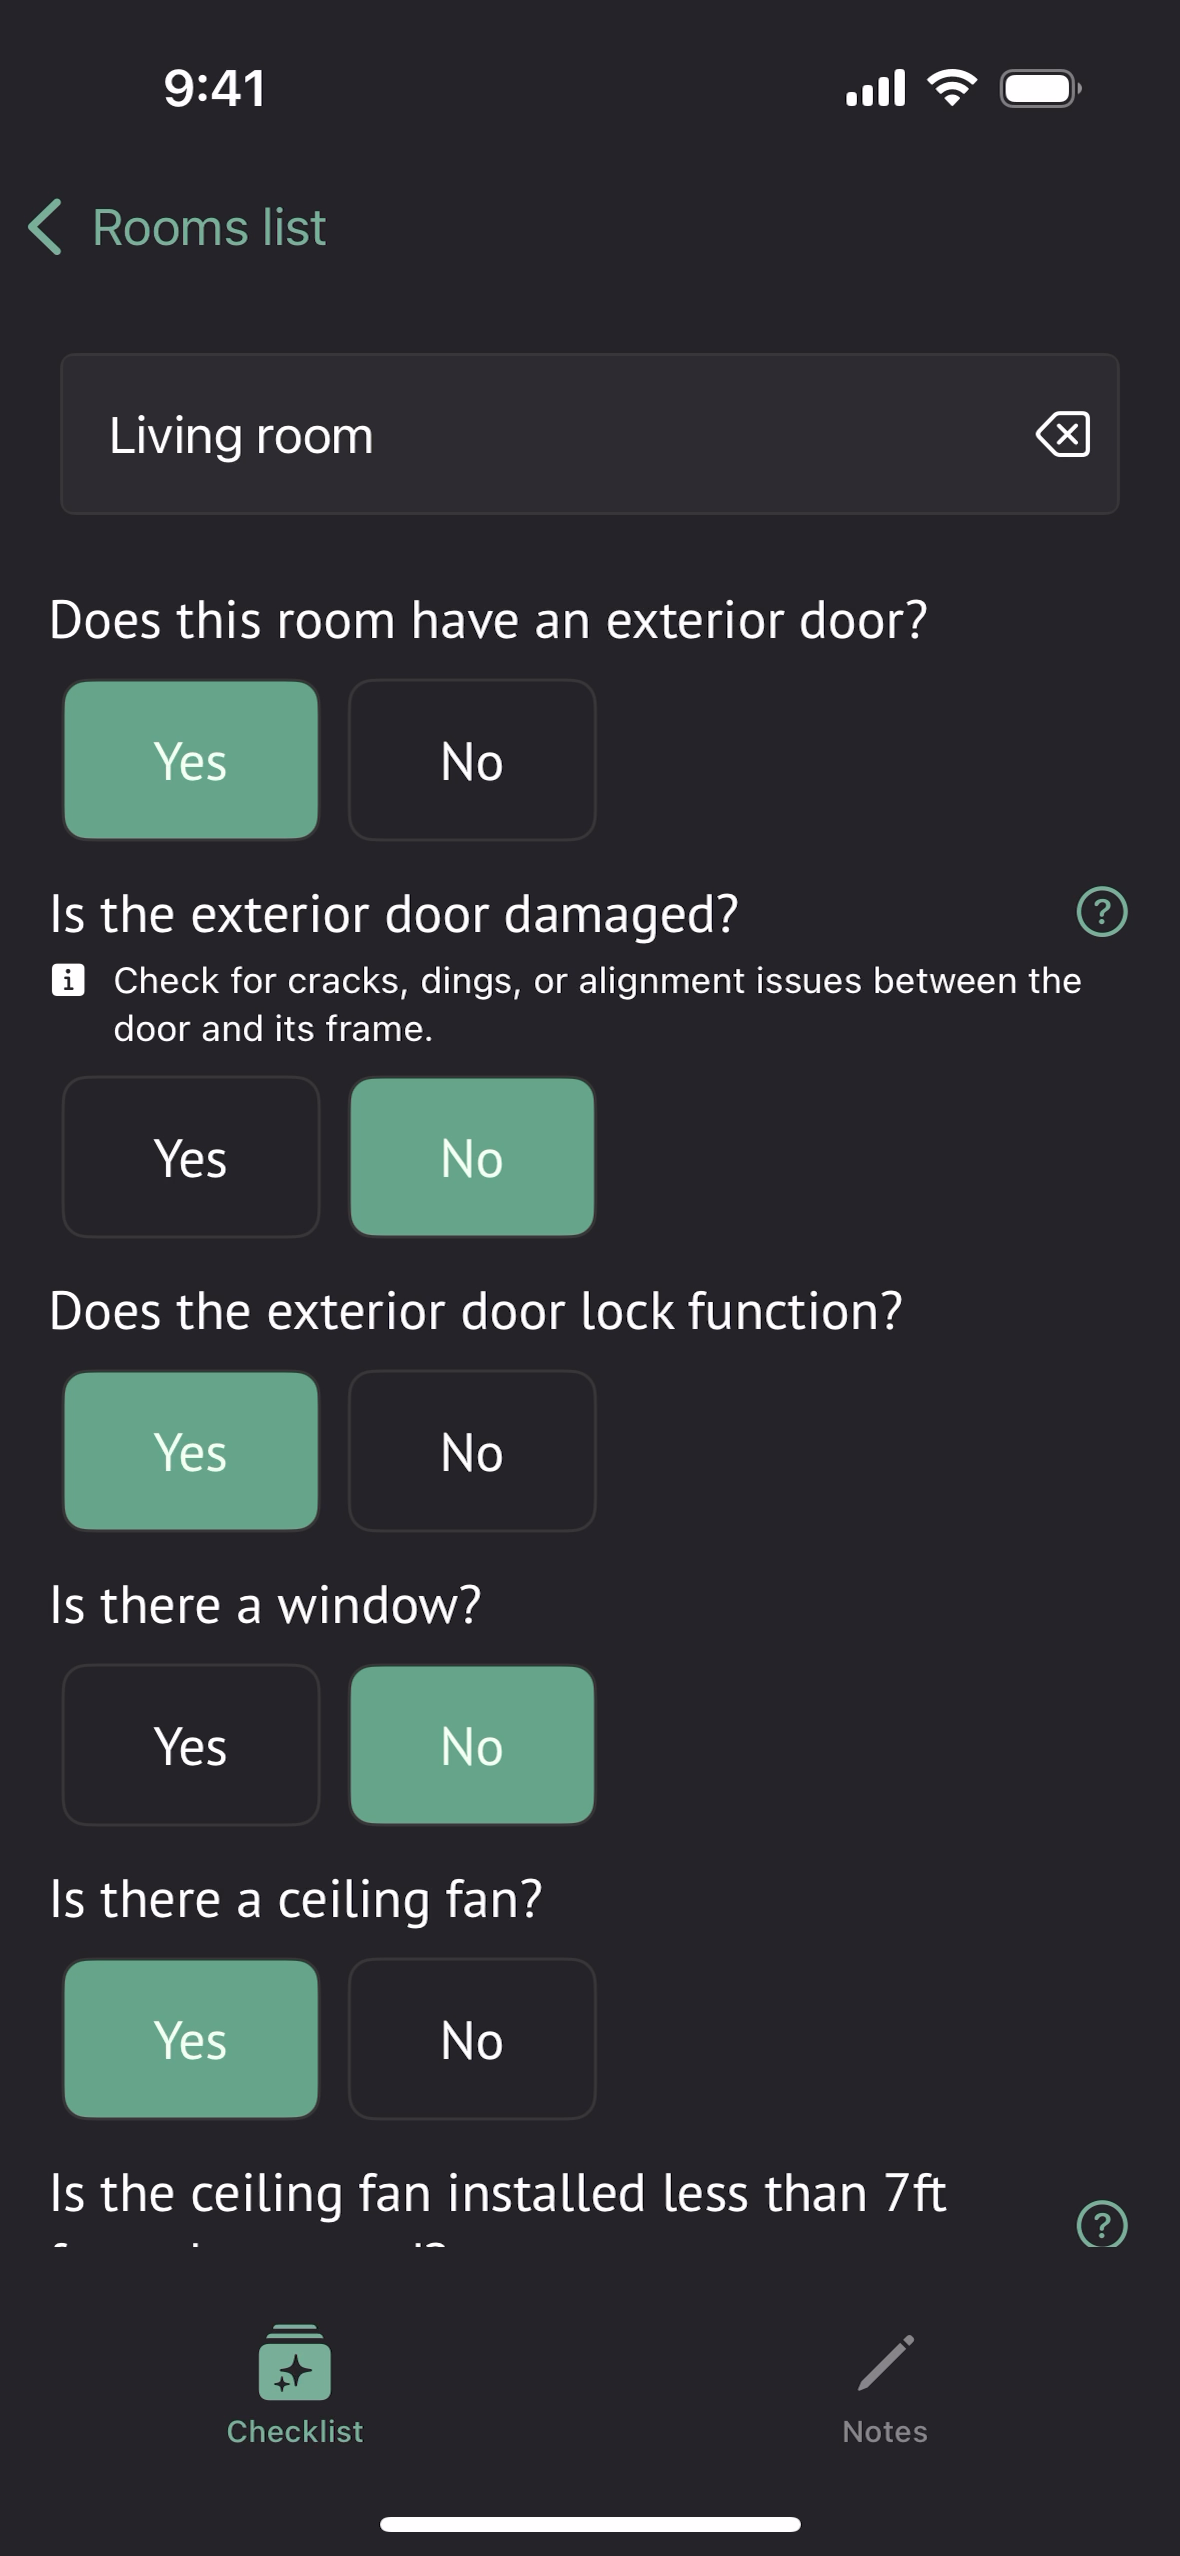 9:41
Rooms list
Living room
Does this room have an exterior door?
Yes No
Is the exterior door damaged? ?
i Check for cracks, dings, or alignment issues between the
door and its frame.
Yes No
Does the exterior door lock function?
Yes No
Is there a window?
Yes No
Is there a ceiling fan?
Yes No
Is the ceiling fan installed less than 7ft ?
Checklist Notes